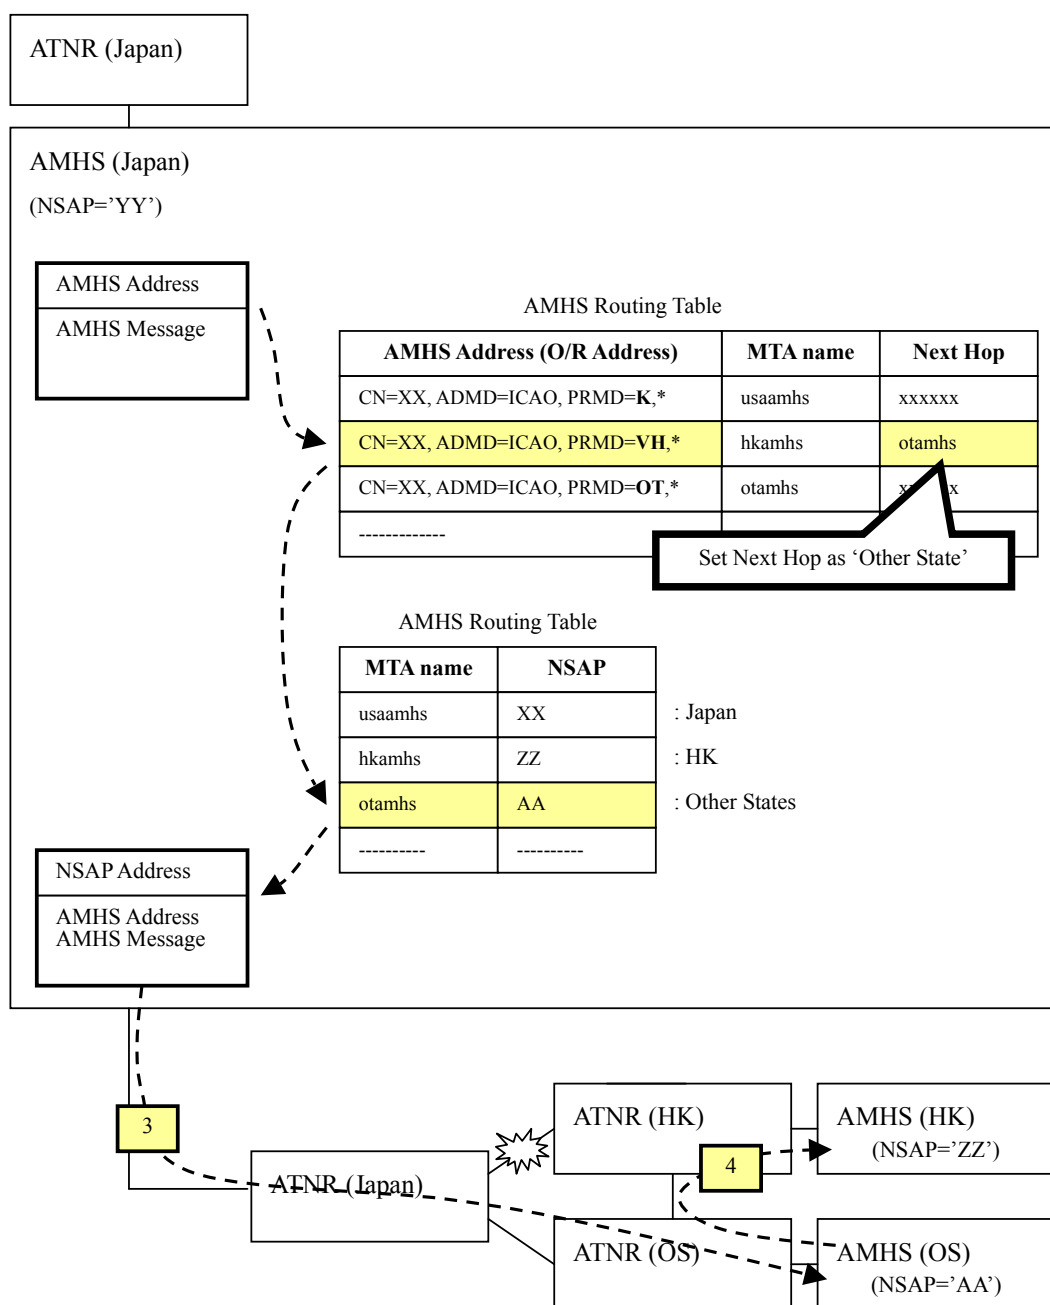 ATNR (Japan)
AMHS (Japan)
(NSAP=’YY’)
AMHS Address
AMHS Message
AMHS Routing Table
AMHS Address (O/R Address) MTA name Next Hop
CN=XX, ADMD=ICAO, PRMD=K,* usaamhs xxxxxx
CN=XX, ADMD=ICAO, PRMD=VH,* hkamhs otamhs
CN=XX, ADMD=ICAO, PRMD=OT,* otamhs
-------------
Set Next Hop as ‘Other State’
AMHS Routing Table
MTA name NSAP
usaamhs XX : Japan
hkamhs ZZ : HK
otamhs AA : Other States
---------- ----------
NSAP Address
AMHS Address
AMHS Message
3
ATNR (HK)
AMHS (HK)
(NSAP=’ZZ’)
4
ATNR (Japan)
ATNR (OS)
AMHS (OS)
(NSAP=’AA’)